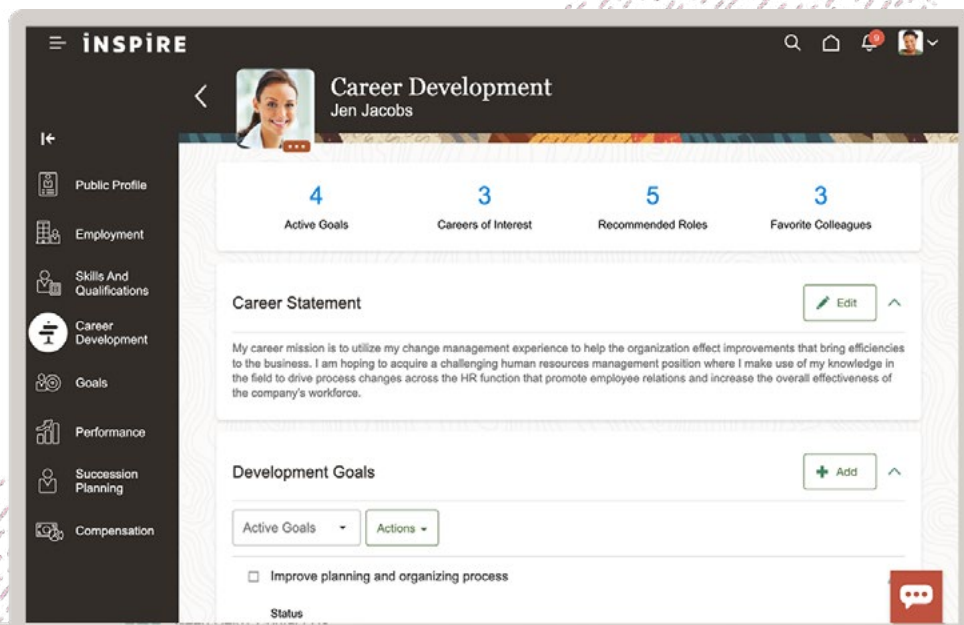 iNSPiRE
9
Career Development
Jen Jacobs
Public Profile
Employment
Skills And
Qualifications
Career
Development
Goals
Performance
Succession
Planning
Compensation
4
Active Goals
3
Careers of Interest
5
Recommended Roles
3
Favorite Colleagues
Career Statement
Edit
My career mission is to utilize my change management experience to help the organization effect improvements that bring efficiencies
to the business. I am hoping to acquire a challenging human resources management position where I make use of my knowledge in
the field to drive process changes across the HR function that promote employee relations and increase the overall effectiveness of
the company's workforce.
Development Goals
Add
Active Goals
Actions
Improve planning and organizing process
Status